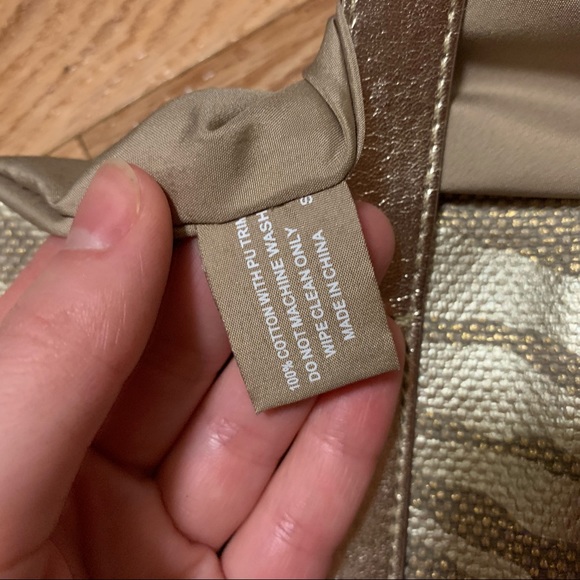 100% COTTON WITH PU TRIM
DO NOT MACHINE WASH
WIPE CLEAN ONLY
MADE IN CHINA
S